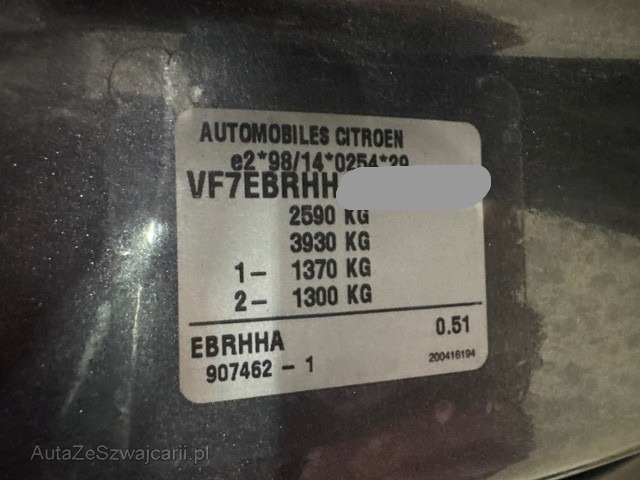 AUTOMOBILES CITROEN
e2*98/14*0254*29
VF7EBRHH
2590 KG
3930 KG
1- 1370 KG
2- 1300 KG
EBRHHA 0.51
907462 - 1 200416194
AutaZeSzwajcarii.pl